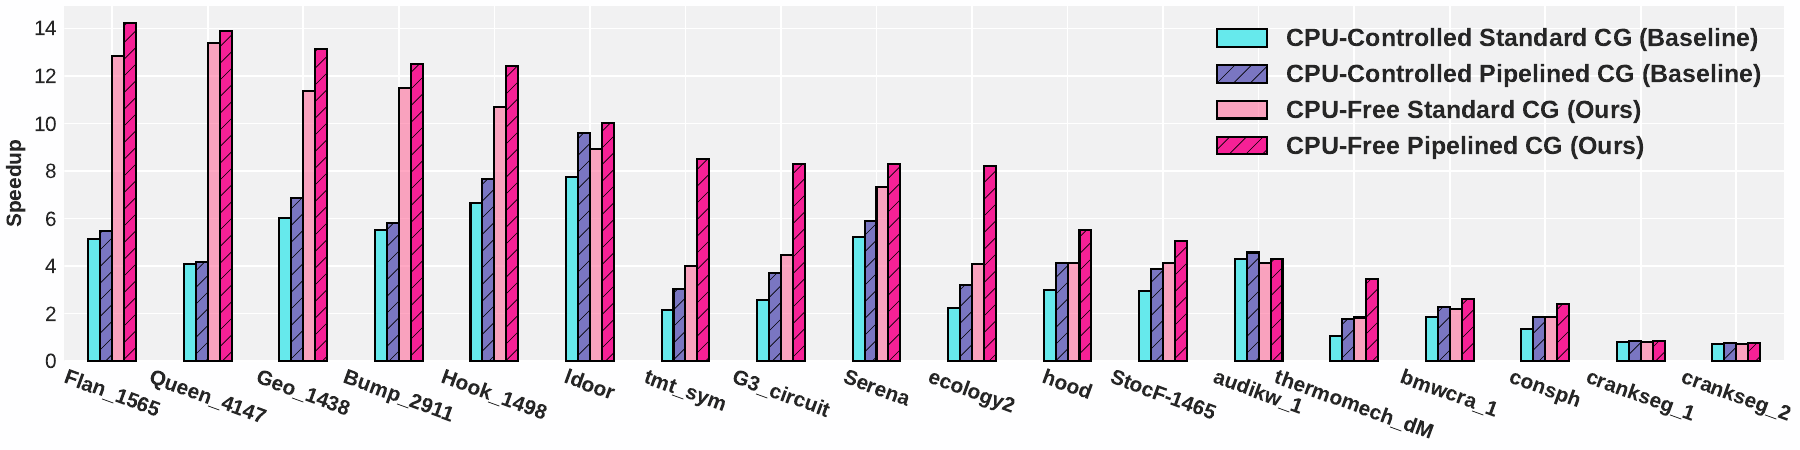 Speedup
14
12
10
8
6
4
2
0
CPU-Controlled Standard CG (Baseline)
CPU-Controlled Pipelined CG (Baseline)
CPU-Free Standard CG (Ours)
CPU-Free Pipelined CG (Ours)
Flan_1565
Queen_4147
Geo_1438
Bump_2911
Hook_1498
ldoor
tmt_sym
G3_circuit
Serena
ecology2
hood
StocF-1465
audikw_1
thermomech_dM
bmwcra_1
consph
crankseg_1
crankseg_2